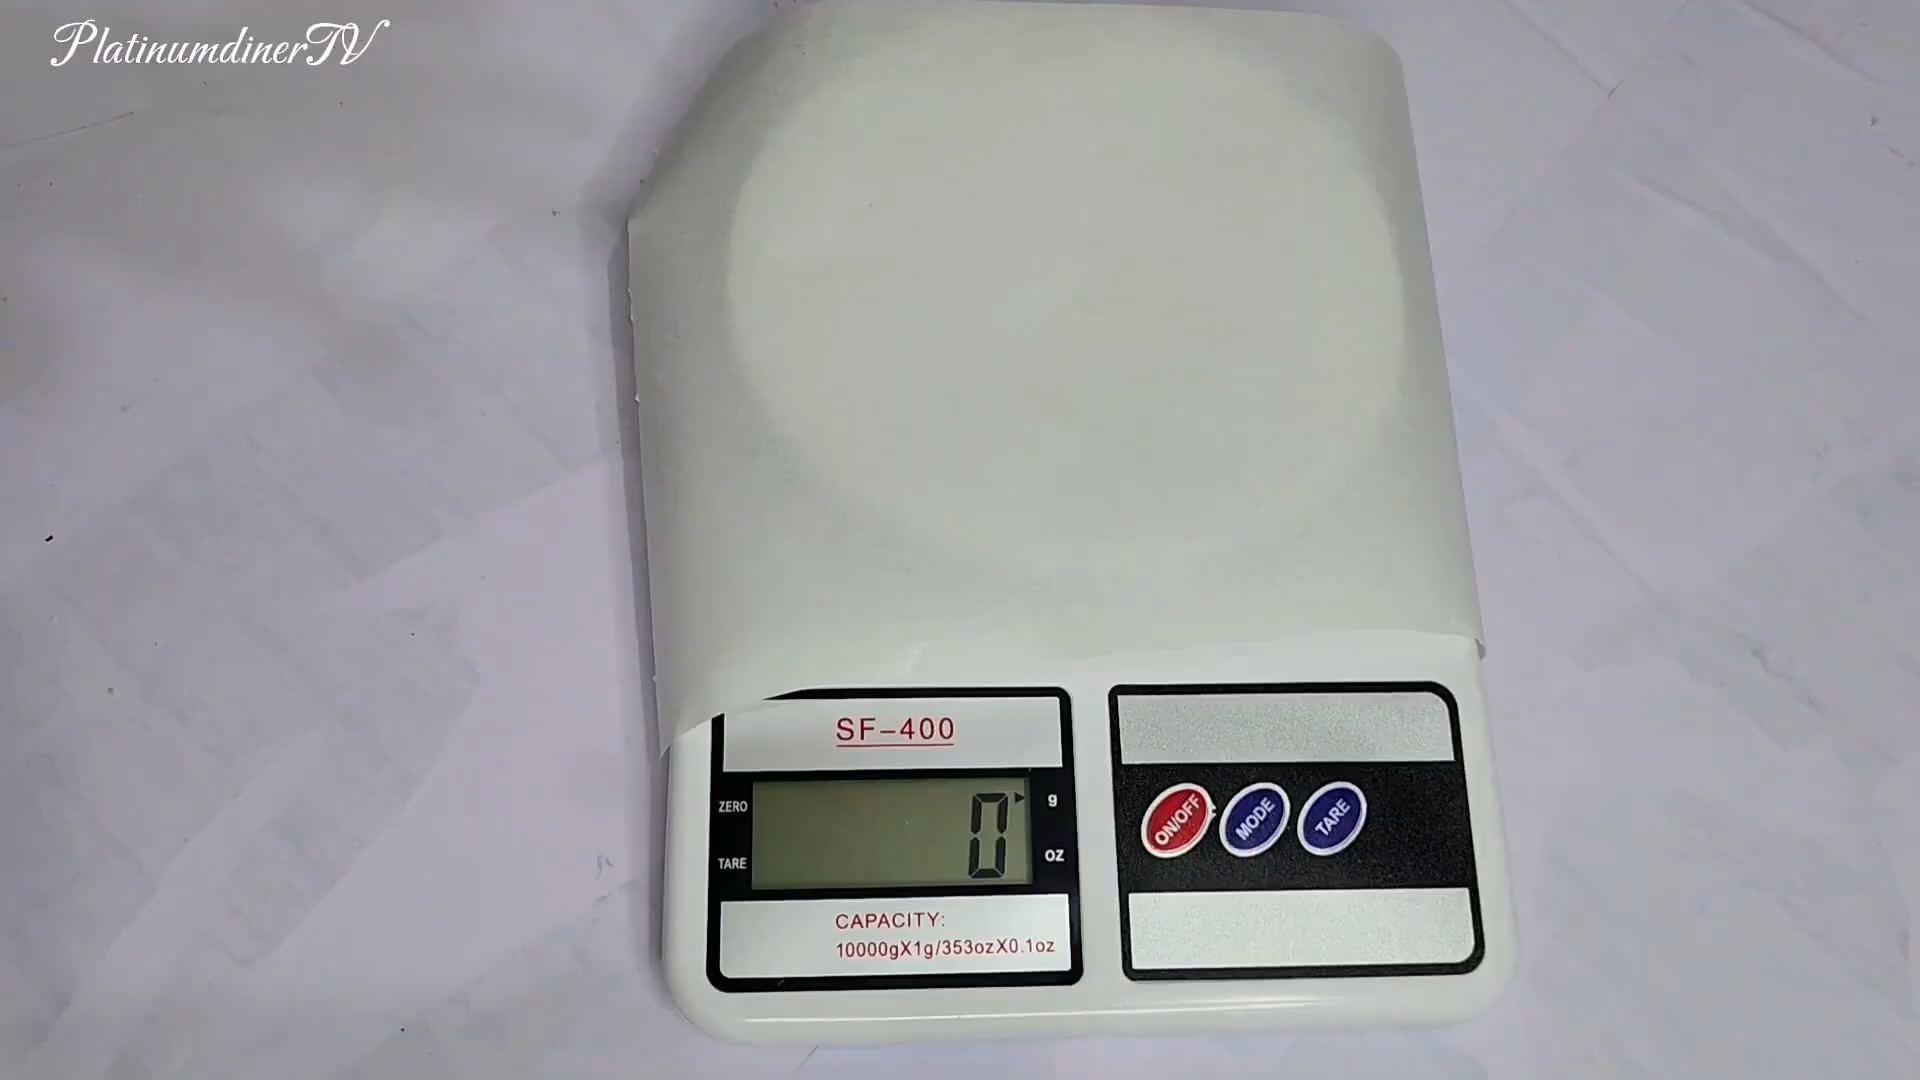 PlatinumdinerTV
SF-400
ZERO
TARE
0
g
oz
CAPACITY:
10000gX1g/353ozX0.1oz
ON/OFF
MODE
TARE